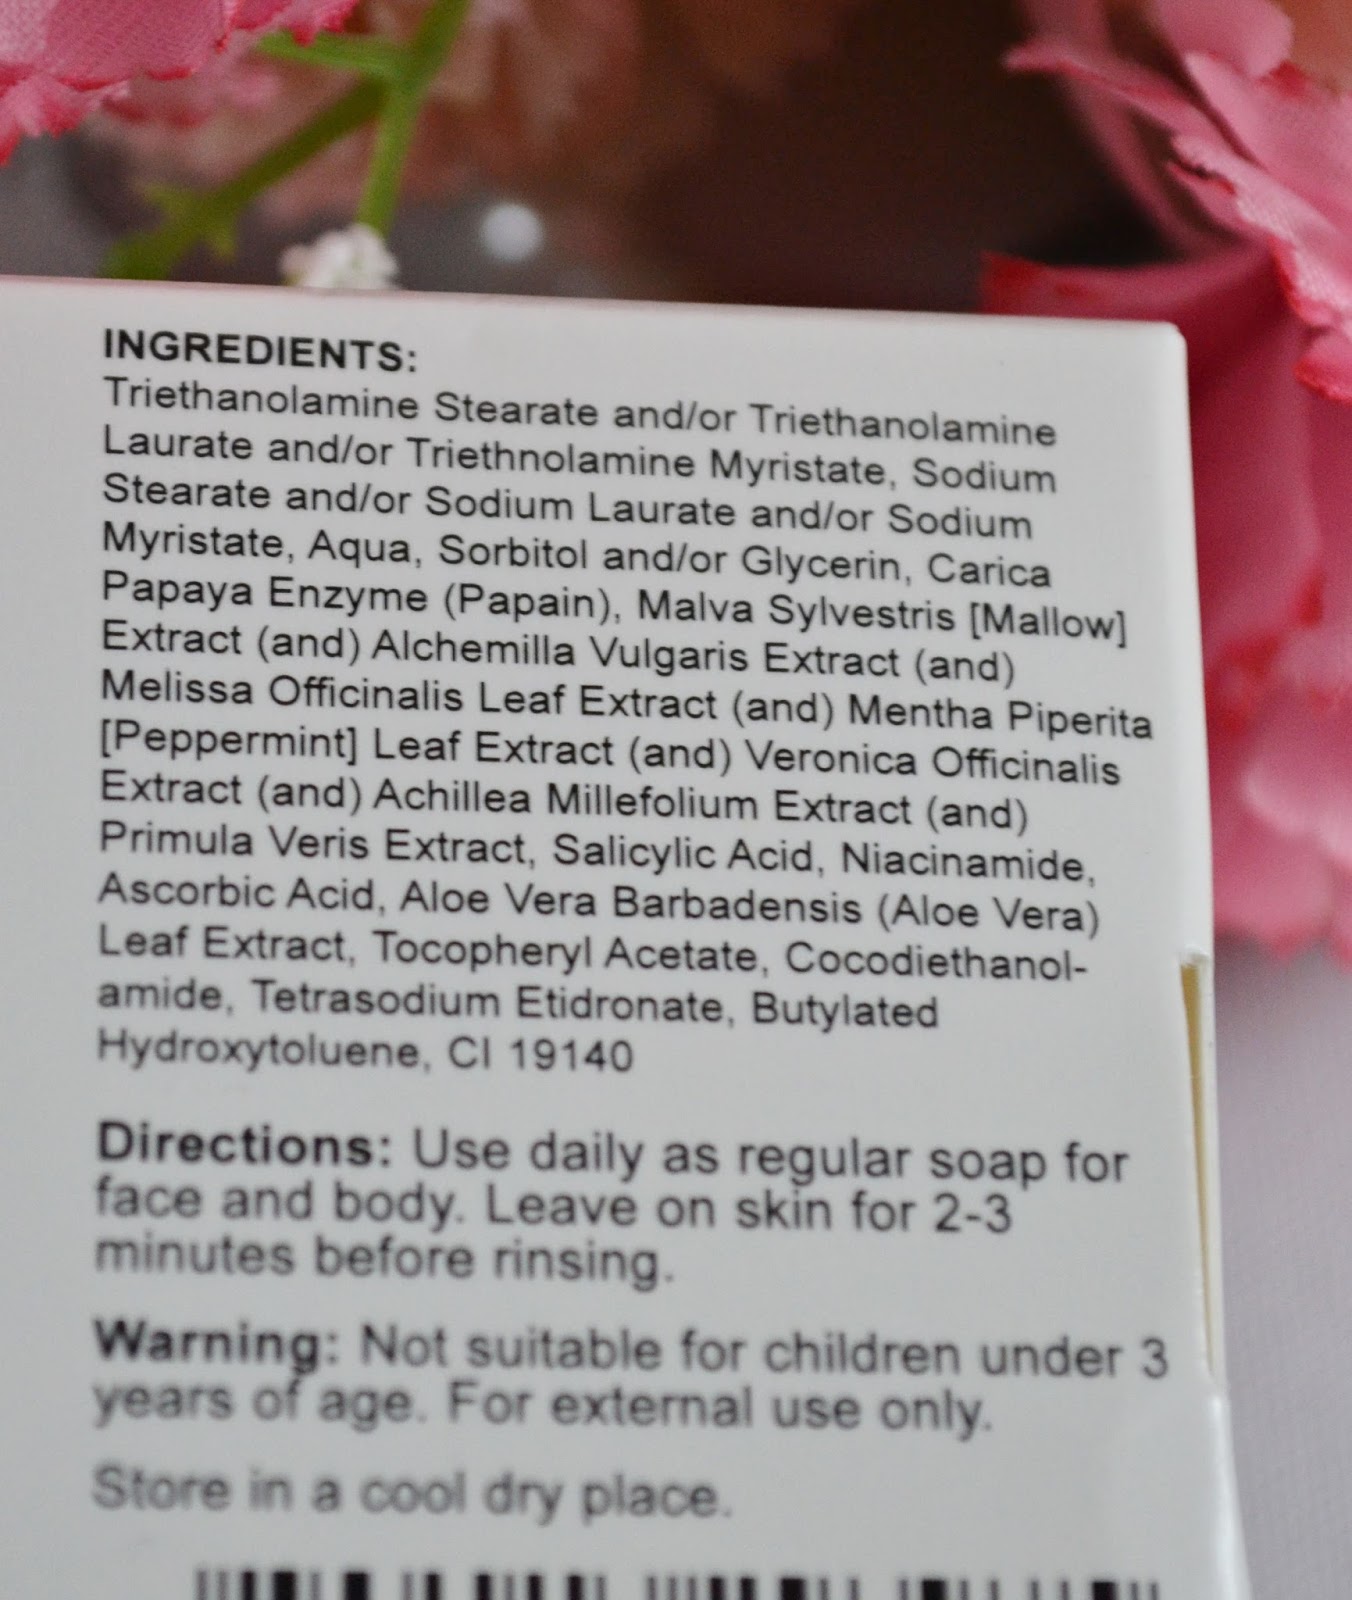 INGREDIENTS:
Triethanolamine Stearate and/or Triethanolamine
Laurate and/or Triethnolamine Myristate, Sodium
Stearate and/or Sodium Laurate and/or Sodium
Myristate, Aqua, Sorbitol and/or Glycerin, Carica
Papaya Enzyme (Papain), Malva Sylvestris [Mallow]
Extract (and) Alchemilla Vulgaris Extract (and)
Melissa Officinalis Leaf Extract (and) Mentha Piperita
[Peppermint] Leaf Extract (and) Veronica Officinalis
Extract (and) Achillea Millefolium Extract (and)
Primula Veris Extract, Salicylic Acid, Niacinamide,
Ascorbic Acid, Aloe Vera Barbadensis (Aloe Vera)
Leaf Extract, Tocopheryl Acetate, Cocodiethanol-
amide, Tetrasodium Etidronate, Butylated
Hydroxytoluene, CI 19140
Directions: Use daily as regular soap for
face and body. Leave on skin for 2-3
minutes before rinsing.
Warning: Not suitable for children under 3
years of age. For external use only.
Store in a cool dry place.